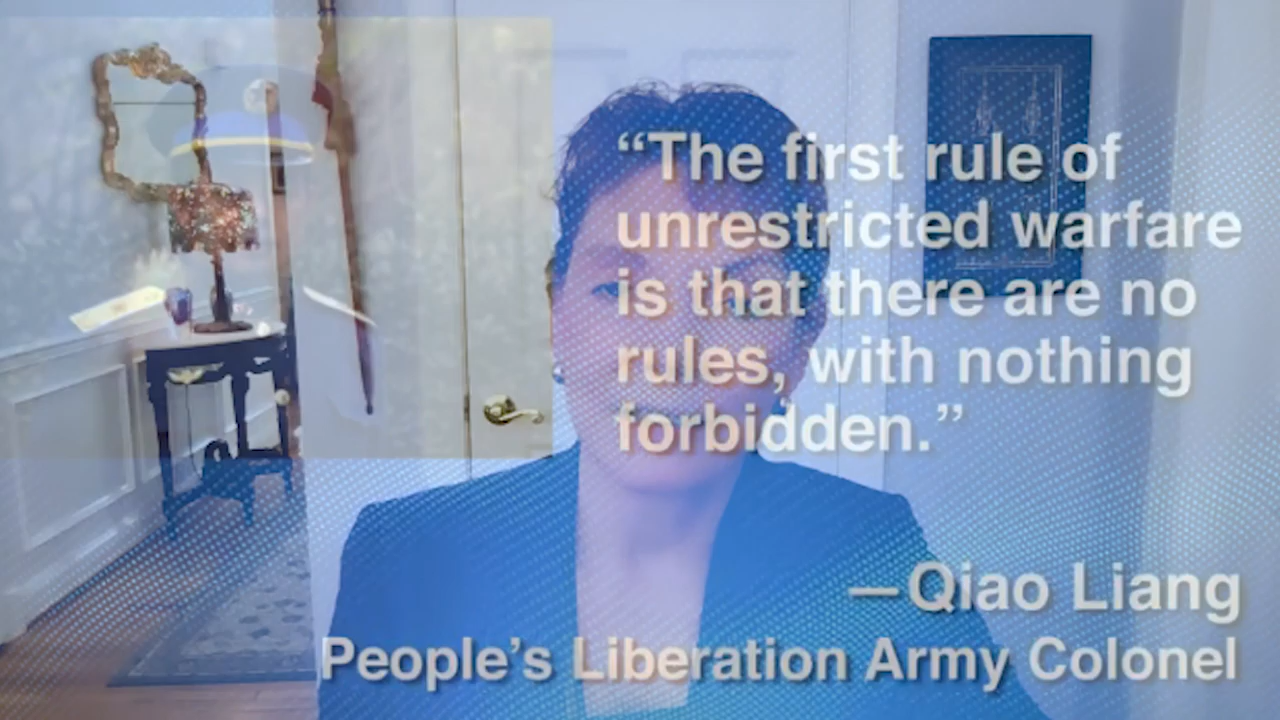 “The first rule of
unrestricted warfare
is that there are no
rules, with nothing
forbidden.”
—Qiao Liang
People’s Liberation Army Colonel